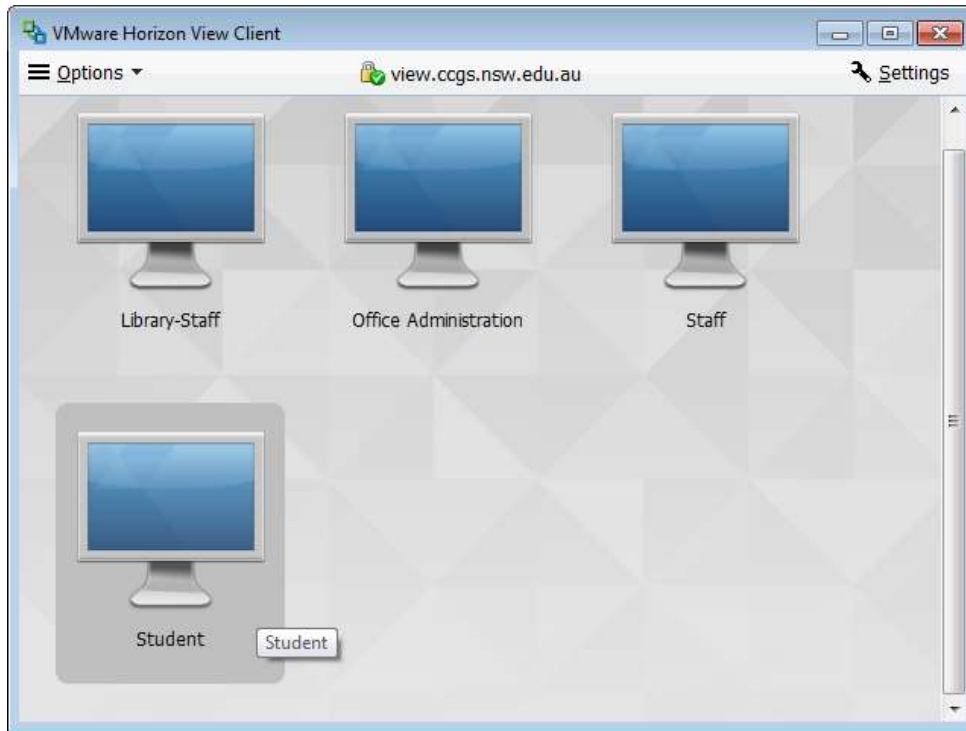 VMware Horizon View Client
Options
view.ccgs.nsw.edu.au
Settings
Library-Staff
Office Administration
Staff
Student
Student